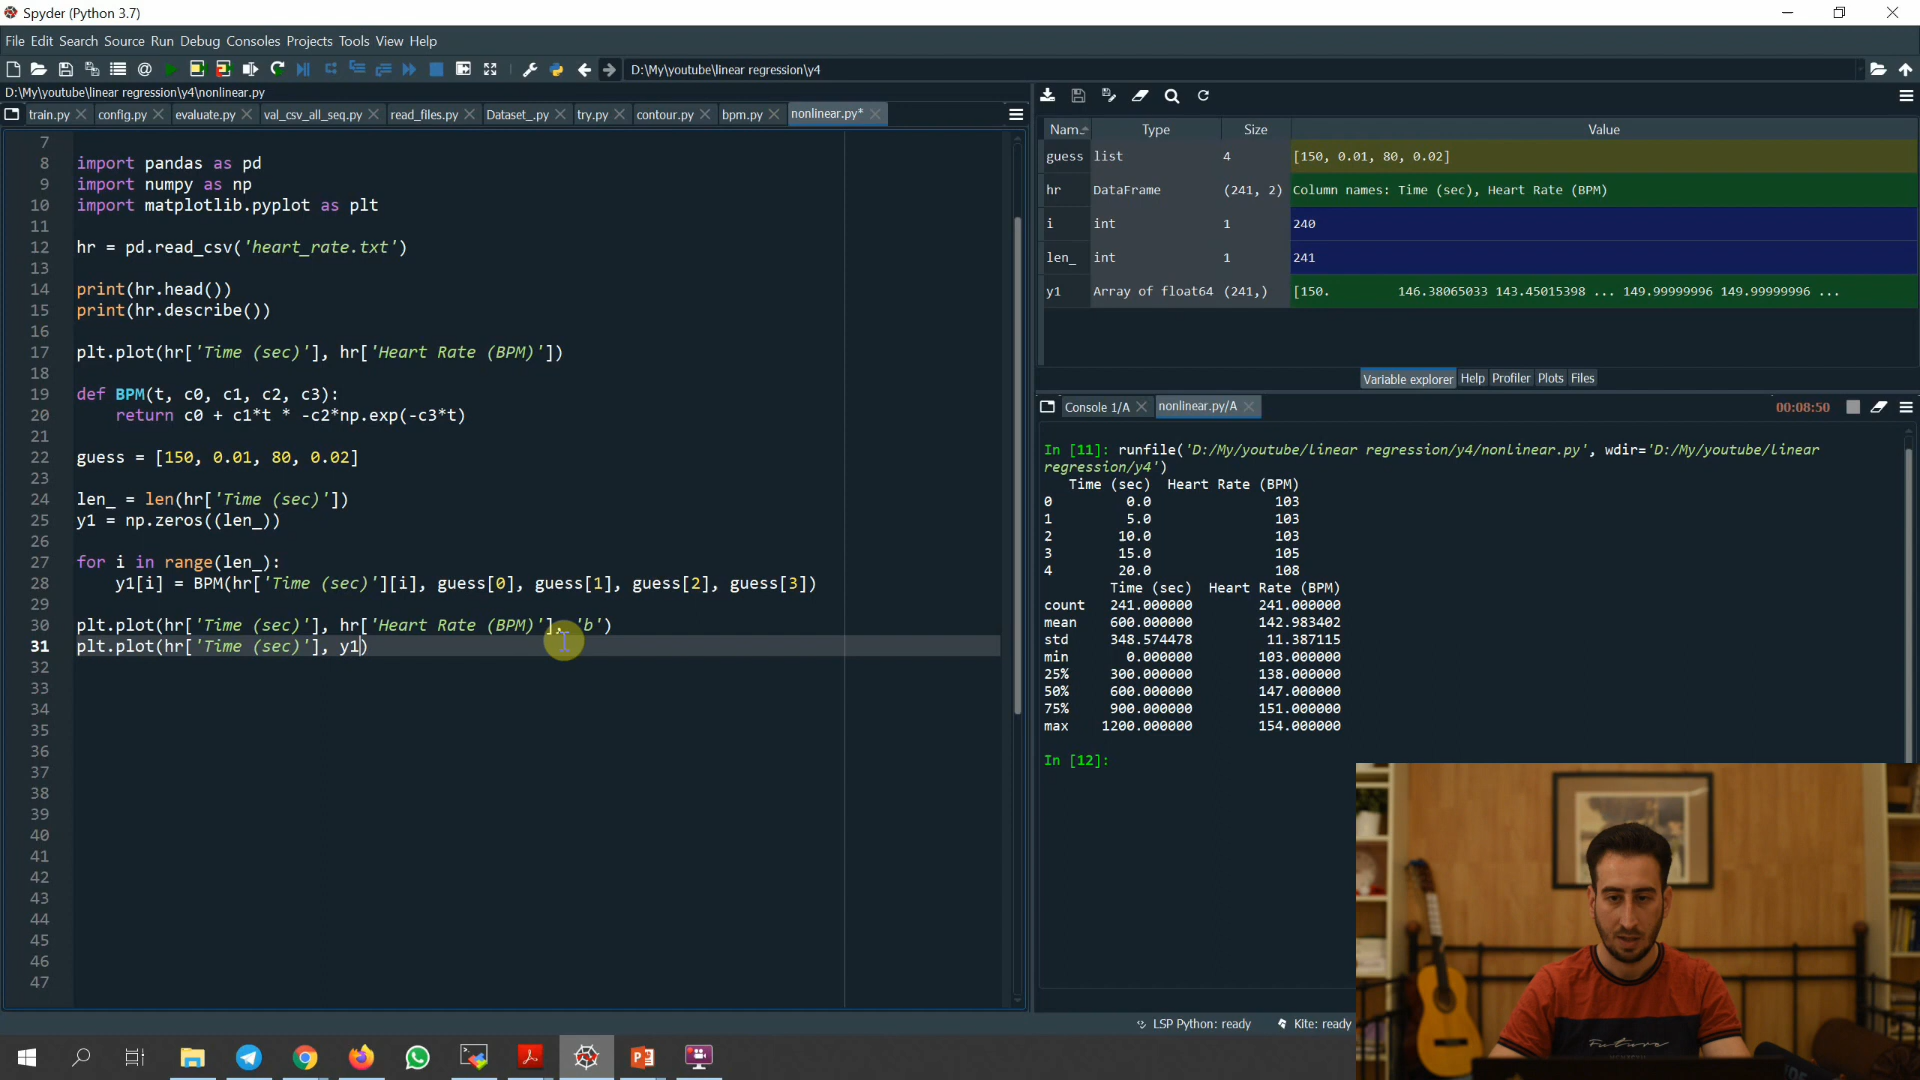 Spyder (Python 3.7)
File Edit Search Source Run Debug Consoles Projects Tools View Help
D:\My\youtube\linear regression\y4
D:\My\youtube\linear regression\y4\nonlinear.py
train.py config.py evaluate.py val_csv_all_seq.py read_files.py Dataset_.py try.py contour.py bpm.py nonlinear.py*
7
8 import pandas as pd
9 import numpy as np
10 import matplotlib.pyplot as plt
11
12 hr = pd.read_csv('heart_rate.txt')
13
14 print(hr.head())
15 print(hr.describe())
16
17 plt.plot(hr['Time (sec)'], hr['Heart Rate (BPM)'])
18
19 def BPM(t, c0, c1, c2, c3):
20 return c0 + c1*t * -c2*np.exp(-c3*t)
21
22 guess = [150, 0.01, 80, 0.02]
23
24 len_ = len(hr['Time (sec)'])
25 y1 = np.zeros((len_))
26
27 for i in range(len_):
28 y1[i] = BPM(hr['Time (sec)'][i], guess[0], guess[1], guess[2], guess[3])
29
30 plt.plot(hr['Time (sec)'], hr['Heart Rate (BPM)'], 'b')
31 plt.plot(hr['Time (sec)'], y1)
32
33
34
35
36
37
38
39
40
41
42
43
44
45
46
47
Nam Type Size Value
guess list 4 [150, 0.01, 80, 0.02]
hr DataFrame (241, 2) Column names: Time (sec), Heart Rate (BPM)
i int 1 240
len_ int 1 241
y1 Array of float64 (241,) [150. 146.38065033 143.45015398 ... 149.99999996 149.99999996 ...
Variable explorer Help Profiler Plots Files
Console 1/A nonlinear.py/A 00:08:50
In [11]: runfile('D:/My/youtube/linear regression/y4/nonlinear.py', wdir='D:/My/youtube/linear
regression/y4')
Time (sec) Heart Rate (BPM)
0 0.0 103
1 5.0 103
2 10.0 103
3 15.0 105
4 20.0 108
Time (sec) Heart Rate (BPM)
count 241.000000 241.000000
mean 600.000000 142.983402
std 348.574478 11.387115
min 0.000000 103.000000
25% 300.000000 138.000000
50% 600.000000 147.000000
75% 900.000000 151.000000
max 1200.000000 154.000000
In [12]:
LSP Python: ready Kite: ready
Future